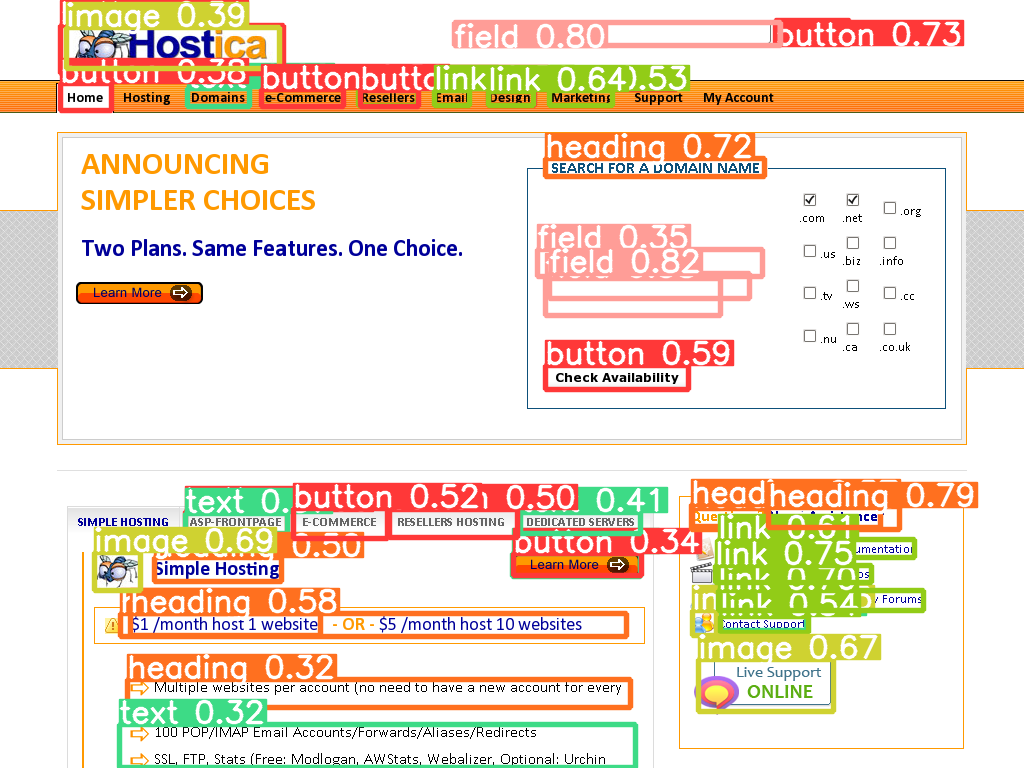 image 0.39
Hostica
field 0.80
button 0.73
button 0.38
button
link
link 0.64
0.53
Home Hosting Domains e-Commerce Resellers Email Design Marketing Support My Account
ANNOUNCING
SIMPLER CHOICES
Two Plans. Same Features. One Choice.
Learn More
heading 0.72
SEARCH FOR A DOMAIN NAME
.com .net .org
.us .biz .info
.tv .ws .cc
.nu .ca .co.uk
field 0.35
field 0.82
button 0.59
Check Availability
text 0.
button 0.52
0.50
0.41
SIMPLE HOSTING ASP-FRONTPAGE E-COMMERCE RESELLERS HOSTING DEDICATED SERVERS
image 0.69
0.50
button 0.34
Simple Hosting
Learn More
heading 0.58
$1 /month host 1 website - OR - $5 /month host 10 websites
heading 0.32
Multiple websites per account (no need to have a new account for every
text 0.32
100 POP/IMAP Email Accounts/Forwards/Aliases/Redirects
SSL, FTP, Stats (Free: Modlogan, AWStats, Webalizer, Optional: Urchin
heading 0.79
link 0.61
link 0.75
link 0.70
link 0.54
Forums
Contact Support
image 0.67
Live Support
ONLINE